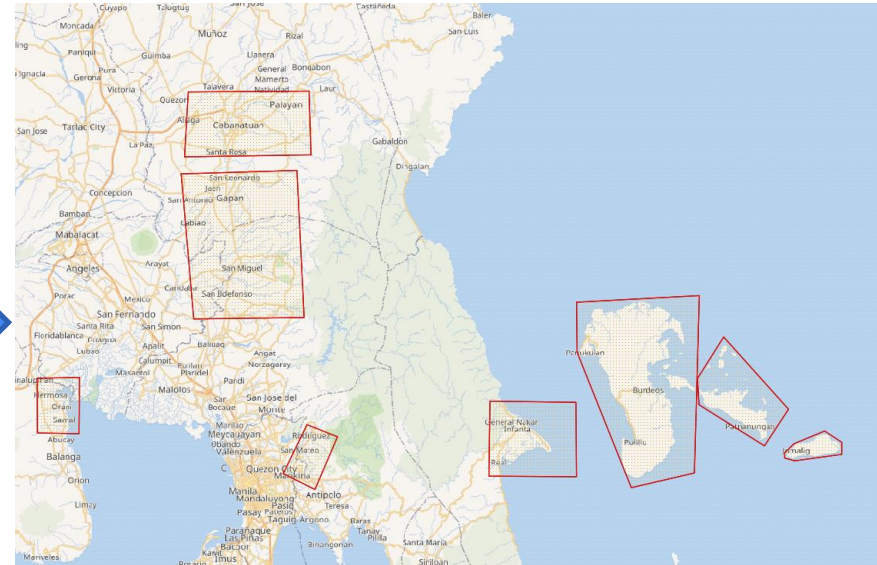 Cuyapo
Talugtug
Castañeda
Moncada
Baler
Muñoz
Rizal
San Luis
Paniqui
Guimba
Llanera
Pura
General Mamerto Natividad
Bongabon
Gerona
Victoria
Talavera
Laur
Quezon
Palayan
Aliaga
Cabanatuan
San Jose
Tarlac City
La Paz
Santa Rosa
Gabaldon
Dingalan
San Leonardo
Jaen
Concepcion
San Antonio
Gapan
Bamban
Cabiao
Mabalacat
Angeles
Arayat
San Miguel
Candaba
San Ildefonso
Porac
Mexico
San Fernando
Santa Rita
San Simon
Floridablanca
Guagua
Lubao
Apalit
Baliuag
Calumpit
Angat
Norzagaray
Pulilan
Plaridel
Masantol
Malolos
Pandi
Hermosa
Orani
Samal
Abucay
Balanga
Bocaue
San Jose del Monte
Marilao
Meycauayan
Obando
Valenzuela
Rodriguez
San Mateo
Quezon City
Marikina
Orion
Limay
Manila
Mandaluyong
Pasig
Antipolo
Teresa
Pasay
Pateros
Taguig
Baras
Tanay
Pililla
Parañaque
Las Piñas
Bacoor
Kawit
Imus
Binangonan
Santa Maria
Siniloan
Mariveles
General Nakar
Infanta
Real
Panukulan
Burdeos
Polillo
Patnanungan
Jomalig